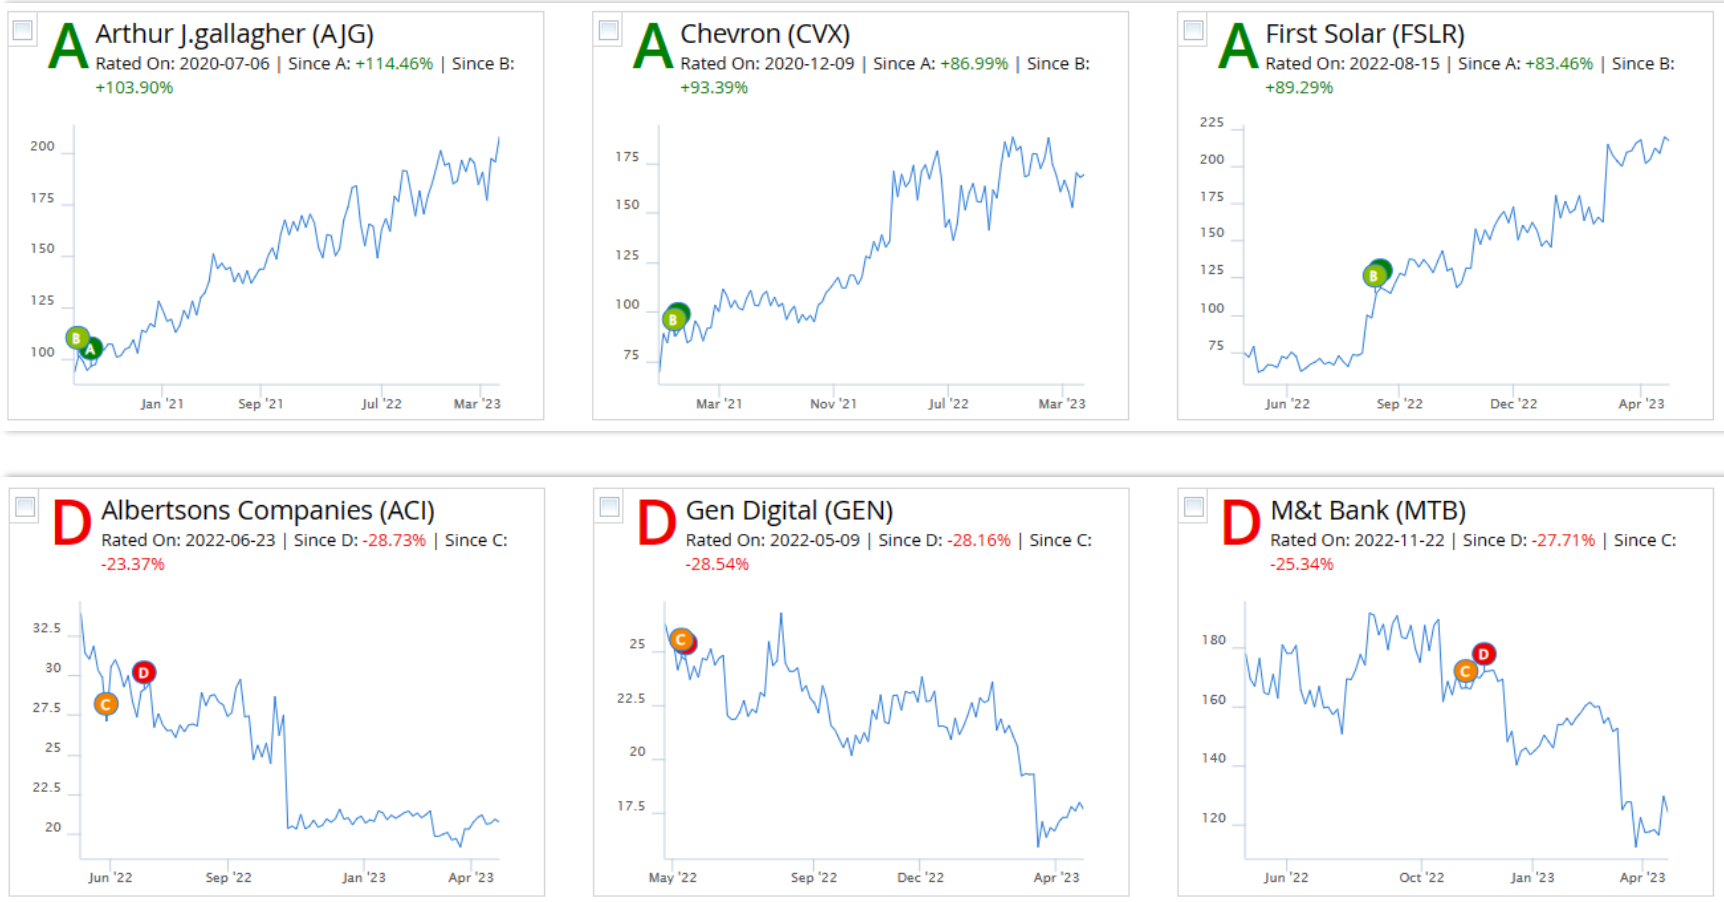 A Arthur J.gallagher (AJG)
Rated On: 2020-07-06 | Since A: +114.46% | Since B:
+103.90%
200
175
150
125
100
B
A
Jan '21 Sep '21 Jul '22 Mar '23
A Chevron (CVX)
Rated On: 2020-12-09 | Since A: +86.99% | Since B:
+93.39%
175
150
125
100
75
B
Mar '21 Nov '21 Jul '22 Mar '23
A First Solar (FSLR)
Rated On: 2022-08-15 | Since A: +83.46% | Since B:
+89.29%
225
200
175
150
125
100
75
B
Jun '22 Sep '22 Dec '22 Apr '23
D Albertsons Companies (ACI)
Rated On: 2022-06-23 | Since D: -28.73% | Since C:
-23.37%
32.5
30
27.5
25
22.5
20
D
C
Jun '22 Sep '22 Jan '23 Apr '23
D Gen Digital (GEN)
Rated On: 2022-05-09 | Since D: -28.16% | Since C:
-28.54%
25
22.5
20
17.5
C
May '22 Sep '22 Dec '22 Apr '23
D M&t Bank (MTB)
Rated On: 2022-11-22 | Since D: -27.71% | Since C:
-25.34%
180
160
140
120
D
C
Jun '22 Oct '22 Jan '23 Apr '23